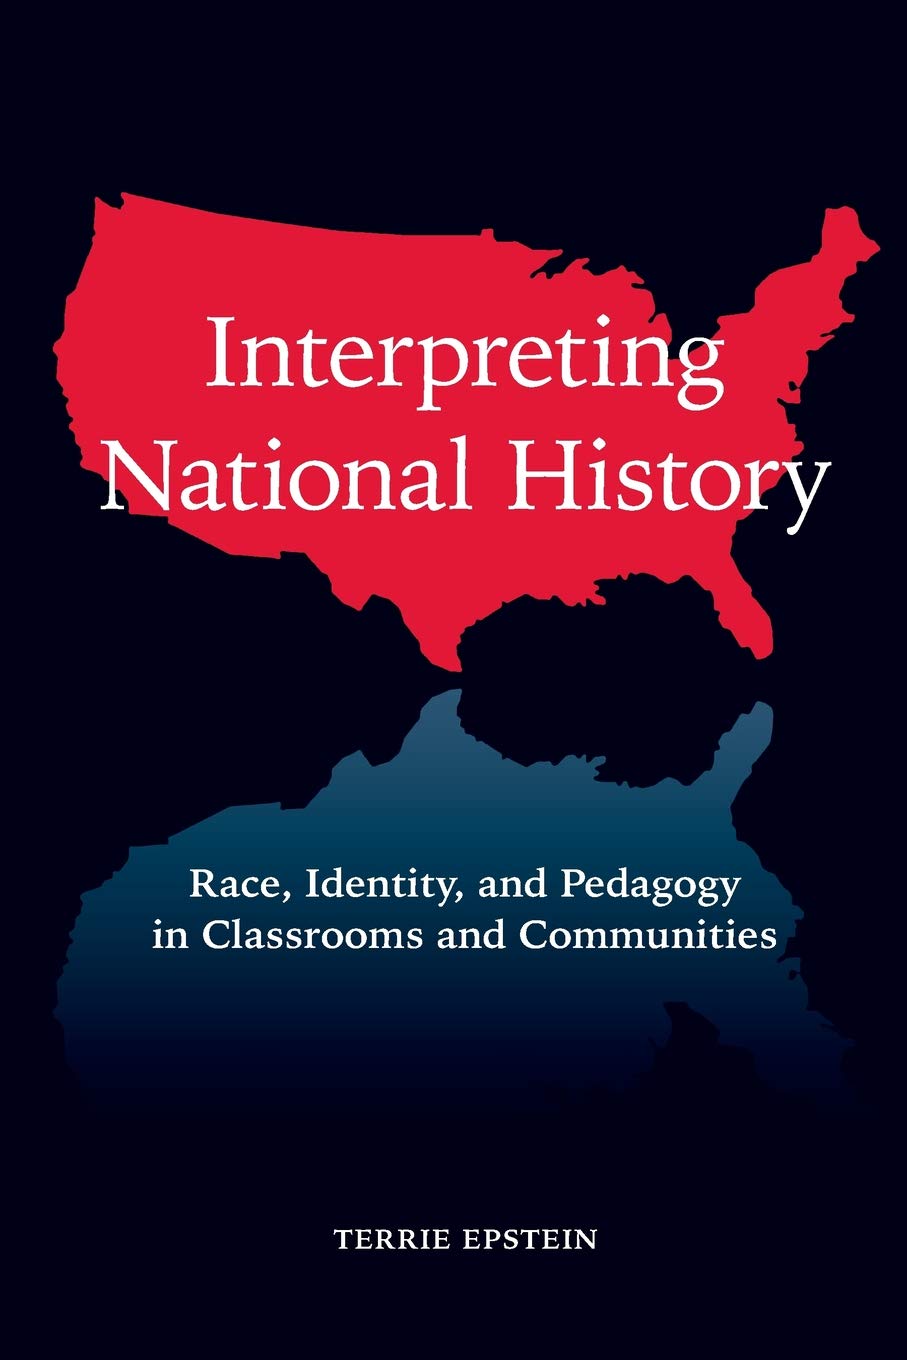 Interpreting
National History
Race, Identity, and Pedagogy
in Classrooms and Communities
TERRIE EPSTEIN